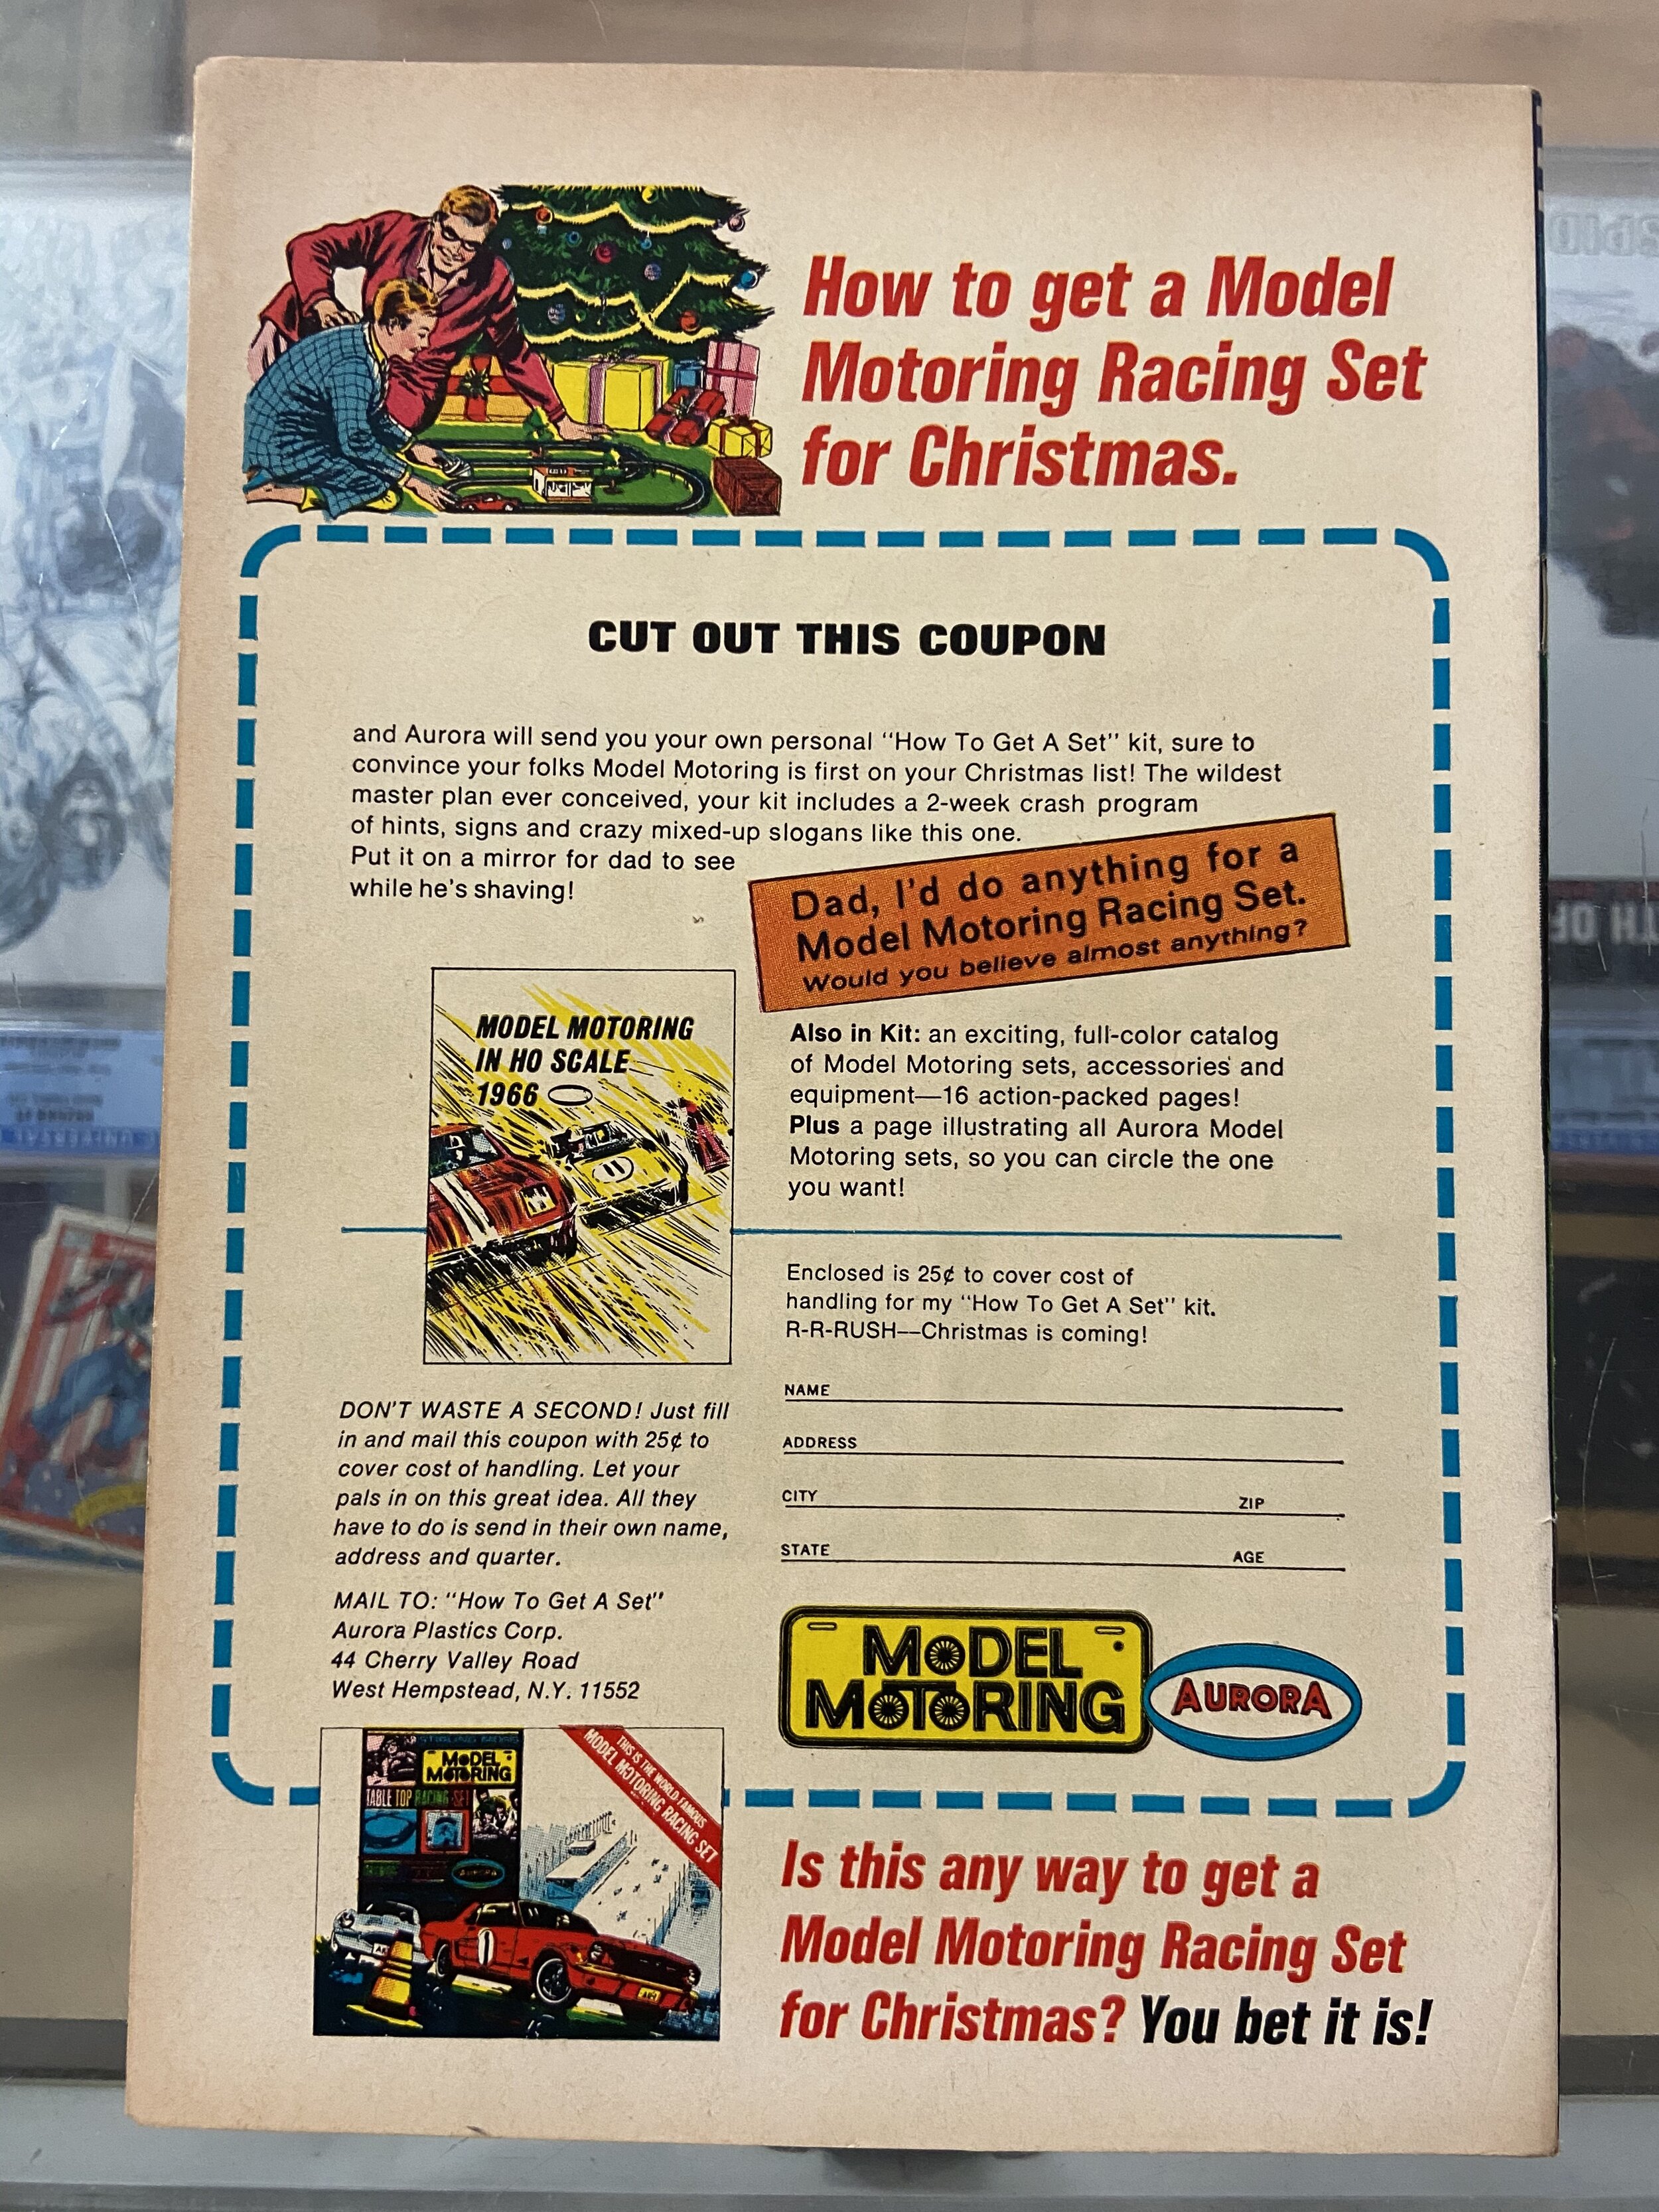 How to get a Model
Motoring Racing Set
for Christmas.
CUT OUT THIS COUPON
and Aurora will send you your own personal "How To Get A Set" kit, sure to
convince your folks Model Motoring is first on your Christmas list! The wildest
master plan ever conceived, your kit includes a 2-week crash program
of hints, signs and crazy mixed-up slogans like this one.
Put it on a mirror for dad to see
while he's shaving!
Dad, I'd do anything for a
Model Motoring Racing Set.
Would you believe almost anything?
MODEL MOTORING
IN HO SCALE
1966
11
Also in Kit: an exciting, full-color catalog
of Model Motoring sets, accessories and
equipment—16 action-packed pages!
Plus a page illustrating all Aurora Model
Motoring sets, so you can circle the one
you want!
Enclosed is 25¢ to cover cost of
handling for my "How To Get A Set" kit.
R-R-RUSH—Christmas is coming!
NAME
ADDRESS
CITY ZIP
STATE AGE
DON'T WASTE A SECOND! Just fill
in and mail this coupon with 25¢ to
cover cost of handling. Let your
pals in on this great idea. All they
have to do is send in their own name,
address and quarter.
MAIL TO: "How To Get A Set"
Aurora Plastics Corp.
44 Cherry Valley Road
West Hempstead, N.Y. 11552
MODEL
MOTORING
AURORA
MODEL
MOTORING
TABLE TOP RACING SET
AURORA
THIS IS THE WORLD FAMOUS
MODEL MOTORING RACING SET
1
Is this any way to get a
Model Motoring Racing Set
for Christmas? You bet it is!